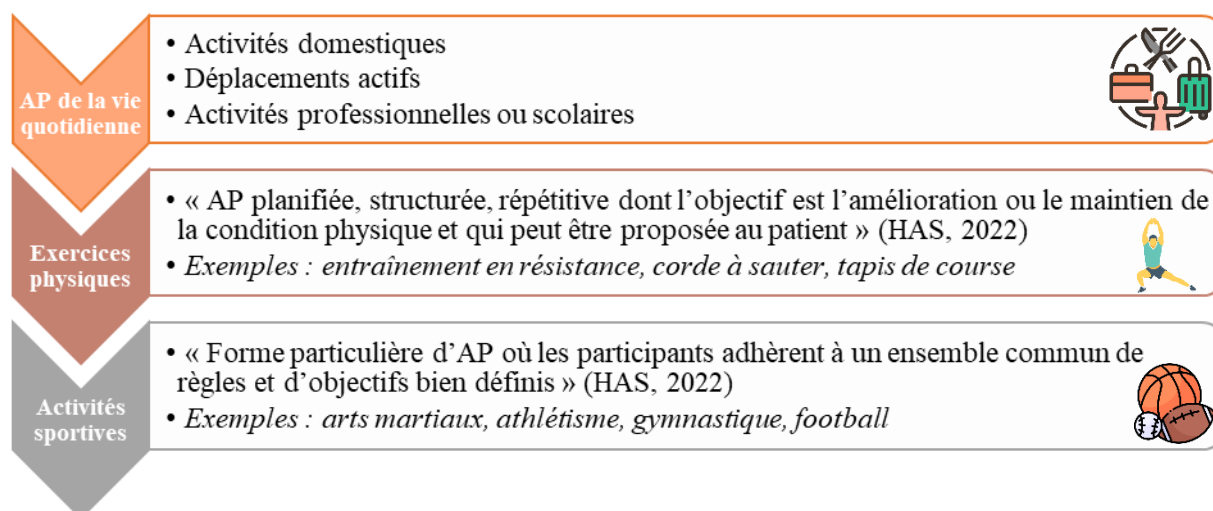 AP de la vie
quotidienne
• Activités domestiques
• Déplacements actifs
• Activités professionnelles ou scolaires
Exercices
physiques
• « AP planifiée, structurée, répétitive dont l’objectif est l’amélioration ou le maintien de
la condition physique et qui peut être proposée au patient » (HAS, 2022)
• Exemples : entraînement en résistance, corde à sauter, tapis de course
Activités
sportives
• « Forme particulière d’AP où les participants adhèrent à un ensemble commun de
règles et d’objectifs bien définis » (HAS, 2022)
• Exemples : arts martiaux, athlétisme, gymnastique, football